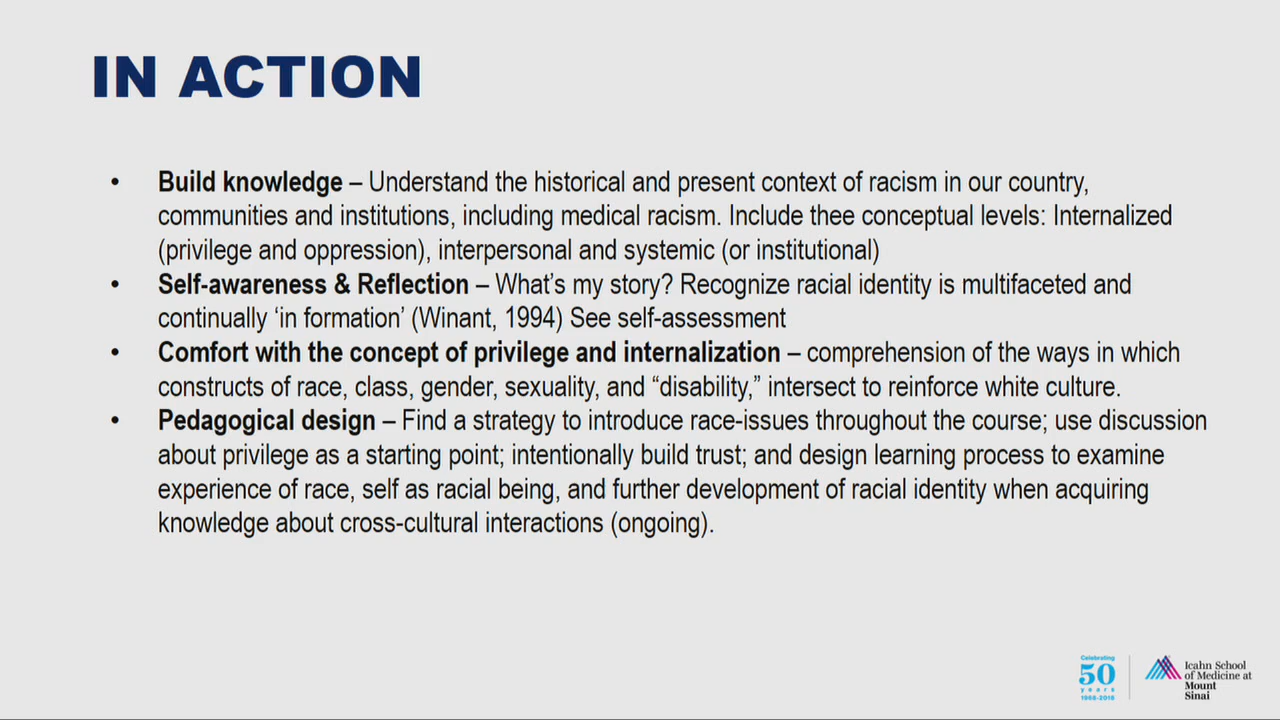 IN ACTION
• Build knowledge – Understand the historical and present context of racism in our country,
communities and institutions, including medical racism. Include thee conceptual levels: Internalized
(privilege and oppression), interpersonal and systemic (or institutional)
• Self-awareness & Reflection – What’s my story? Recognize racial identity is multifaceted and
continually ‘in formation’ (Winant, 1994) See self-assessment
• Comfort with the concept of privilege and internalization – comprehension of the ways in which
constructs of race, class, gender, sexuality, and “disability,” intersect to reinforce white culture.
• Pedagogical design – Find a strategy to introduce race-issues throughout the course; use discussion
about privilege as a starting point; intentionally build trust; and design learning process to examine
experience of race, self as racial being, and further development of racial identity when acquiring
knowledge about cross-cultural interactions (ongoing).
Celebrating
50
years
1968-2018
Icahn School
of Medicine at
Mount
Sinai